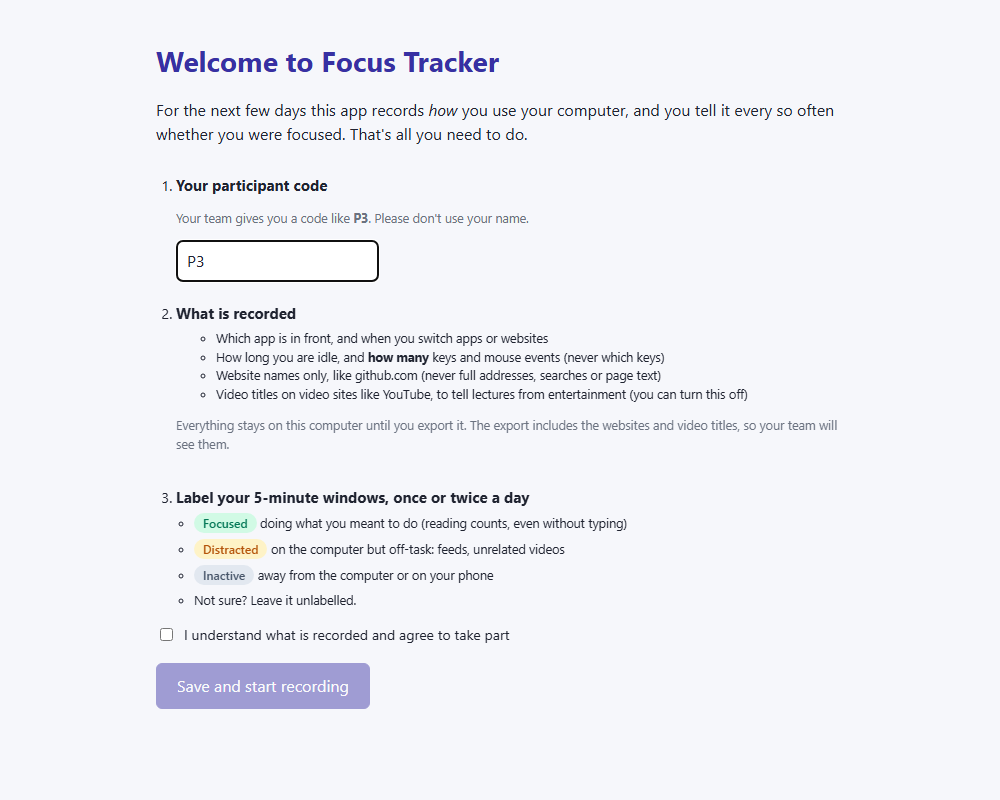 Welcome to Focus Tracker
For the next few days this app records how you use your computer, and you tell it every so often
whether you were focused. That's all you need to do.
1. Your participant code
Your team gives you a code like P3. Please don't use your name.
P3
2. What is recorded
Which app is in front, and when you switch apps or websites
How long you are idle, and how many keys and mouse events (never which keys)
Website names only, like github.com (never full addresses, searches or page text)
Video titles on video sites like YouTube, to tell lectures from entertainment (you can turn this off)
Everything stays on this computer until you export it. The export includes the websites and video titles, so your team will
see them.
3. Label your 5-minute windows, once or twice a day
Focused doing what you meant to do (reading counts, even without typing)
Distracted on the computer but off-task: feeds, unrelated videos
Inactive away from the computer or on your phone
Not sure? Leave it unlabelled.
I understand what is recorded and agree to take part
Save and start recording